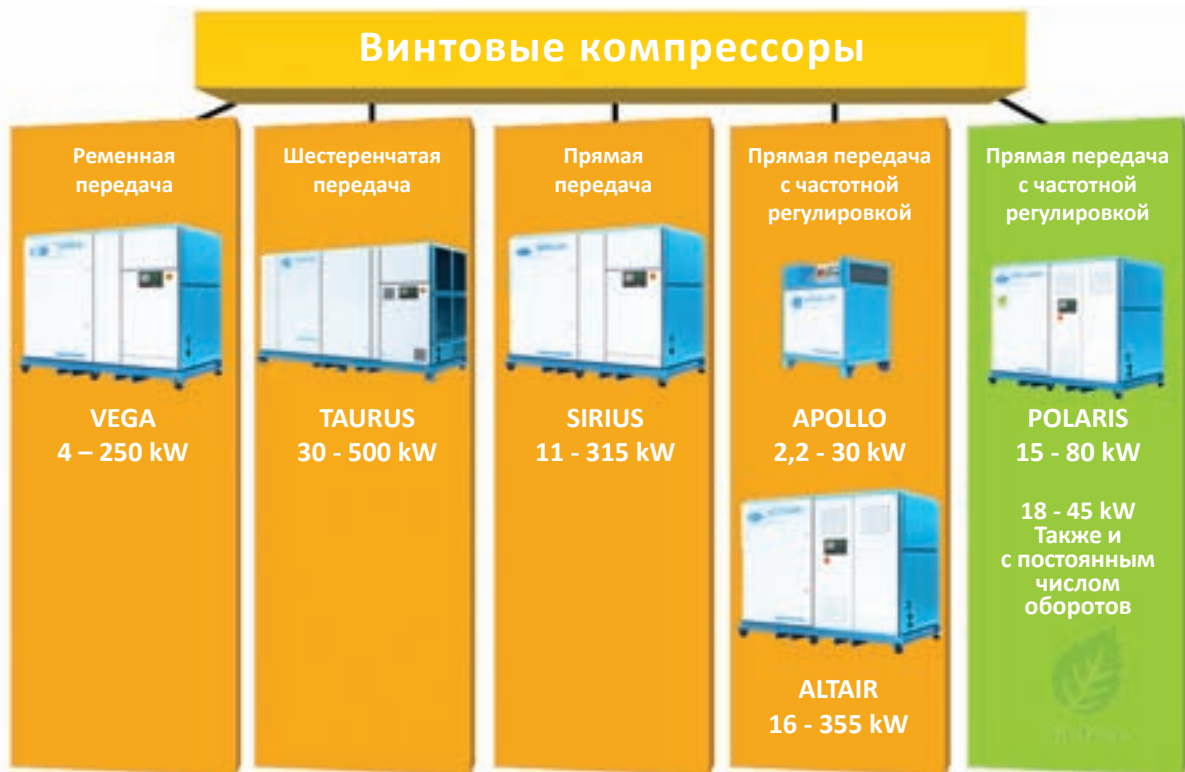 Винтовые компрессоры
Ременная
передача
VEGA
4 – 250 kW
Шестеренчатая
передача
TAURUS
30 - 500 kW
Прямая
передача
SIRIUS
11 - 315 kW
Прямая передача
с частотной
регулировкой
APOLLO
2,2 - 30 kW
ALTAIR
16 - 355 kW
Прямая передача
с частотной
регулировкой
POLARIS
15 - 80 kW
18 - 45 kW
Также и
с постоянным
числом
оборотов